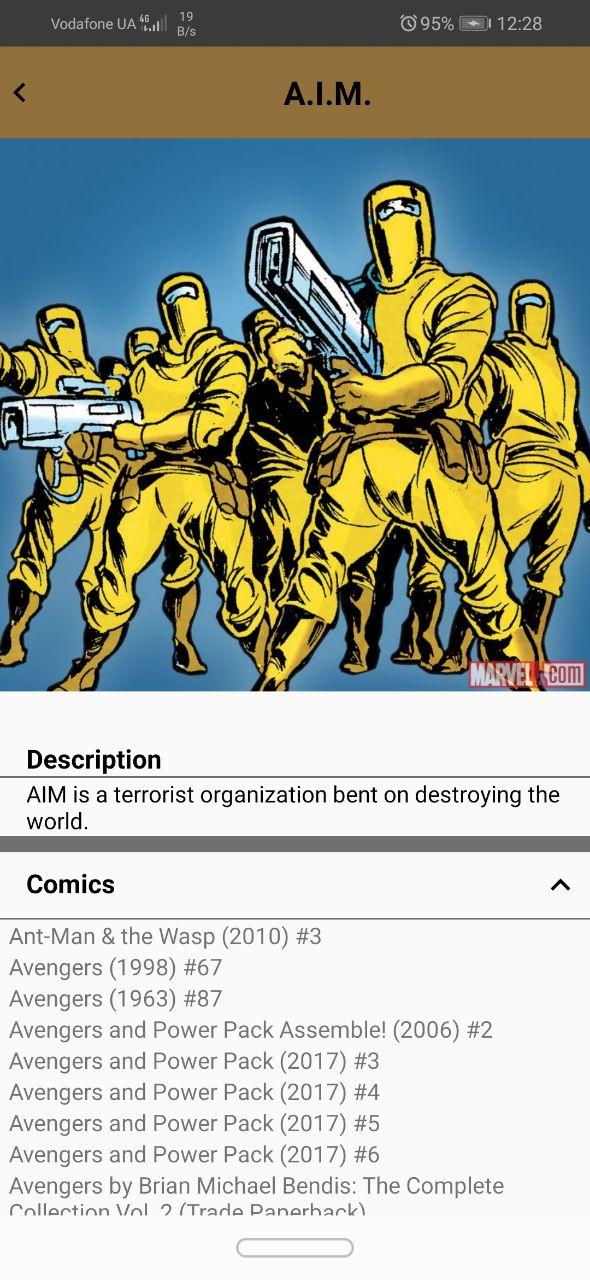 Vodafone UA 46 19 B/s 95% 12:28
A.I.M.
MARVEL.com
Description
AIM is a terrorist organization bent on destroying the
world.
Comics
Ant-Man & the Wasp (2010) #3
Avengers (1998) #67
Avengers (1963) #87
Avengers and Power Pack Assemble! (2006) #2
Avengers and Power Pack (2017) #3
Avengers and Power Pack (2017) #4
Avengers and Power Pack (2017) #5
Avengers and Power Pack (2017) #6
Avengers by Brian Michael Bendis: The Complete
Collection Vol. 2 (Trade Paperback)